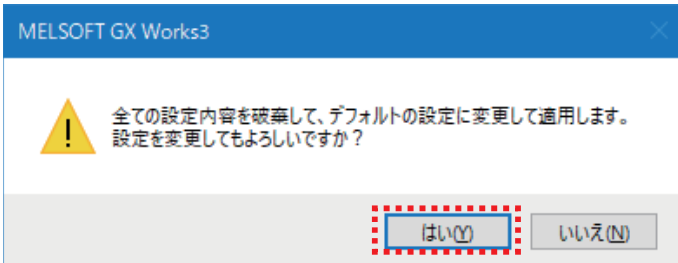 MELSOFT GX Works3
全ての設定内容を破棄して、デフォルトの設定に変更して適用します。
設定を変更してもよろしいですか？
はい(Y)
いいえ(N)